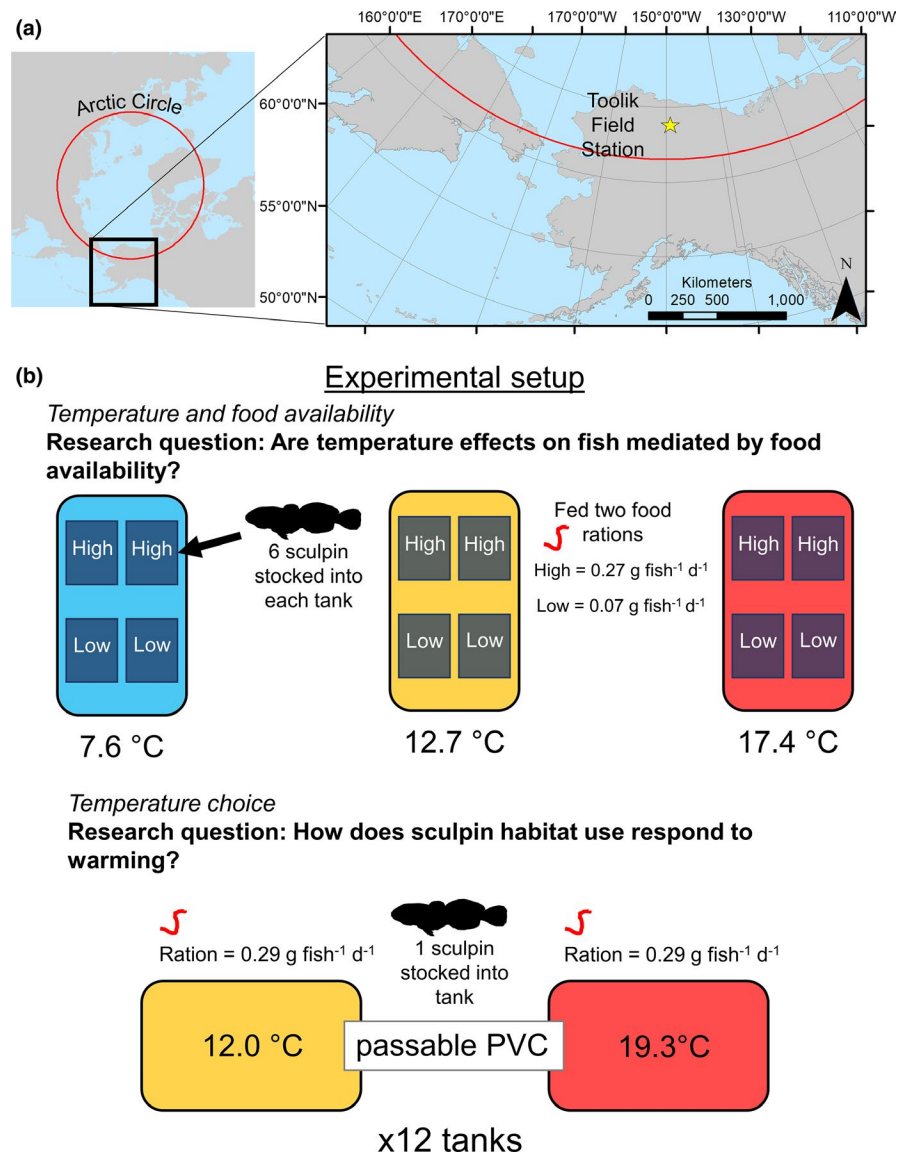 (a)
160°0'0"E 170°0'0"E 170°0'0"W 150°0'0"W 130°0'0"W 110°0'0"W
Arctic Circle
60°0'0"N
55°0'0"N
50°0'0"N
Toolik
Field
Station
Kilometers
0 250 500 1,000
N
(b)
Experimental setup
Temperature and food availability
Research question: Are temperature effects on fish mediated by food
availability?
High High
Low Low
7.6 °C
6 sculpin
stocked into
each tank
High High
Low Low
12.7 °C
Fed two food
rations
High = 0.27 g fish⁻¹ d⁻¹
Low = 0.07 g fish⁻¹ d⁻¹
High High
Low Low
17.4 °C
Temperature choice
Research question: How does sculpin habitat use respond to
warming?
Ration = 0.29 g fish⁻¹ d⁻¹
1 sculpin
stocked into
tank
Ration = 0.29 g fish⁻¹ d⁻¹
12.0 °C
passable PVC
19.3°C
x12 tanks